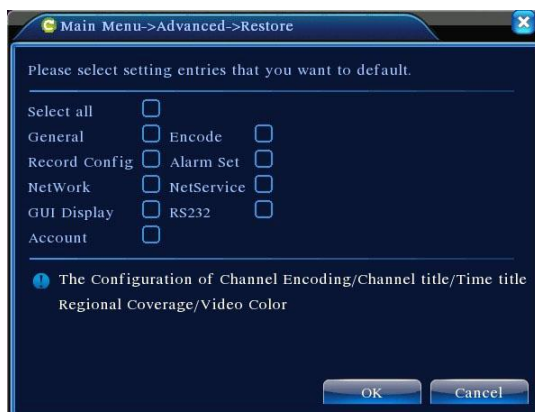 Main Menu->Advanced->Restore
Please select setting entries that you want to default.
Select all
General Encode
Record Config Alarm Set
NetWork NetService
GUI Display RS232
Account
The Configuration of Channel Encoding/Channel title/Time title
Regional Coverage/Video Color
OK Cancel